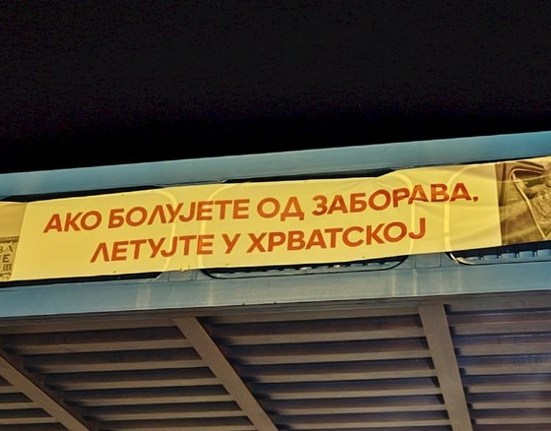 АКО БОЛУЈЕТЕ ОД ЗАБОРАВА,
ЛЕТУЈТЕ У ХРВАТСКОЈ